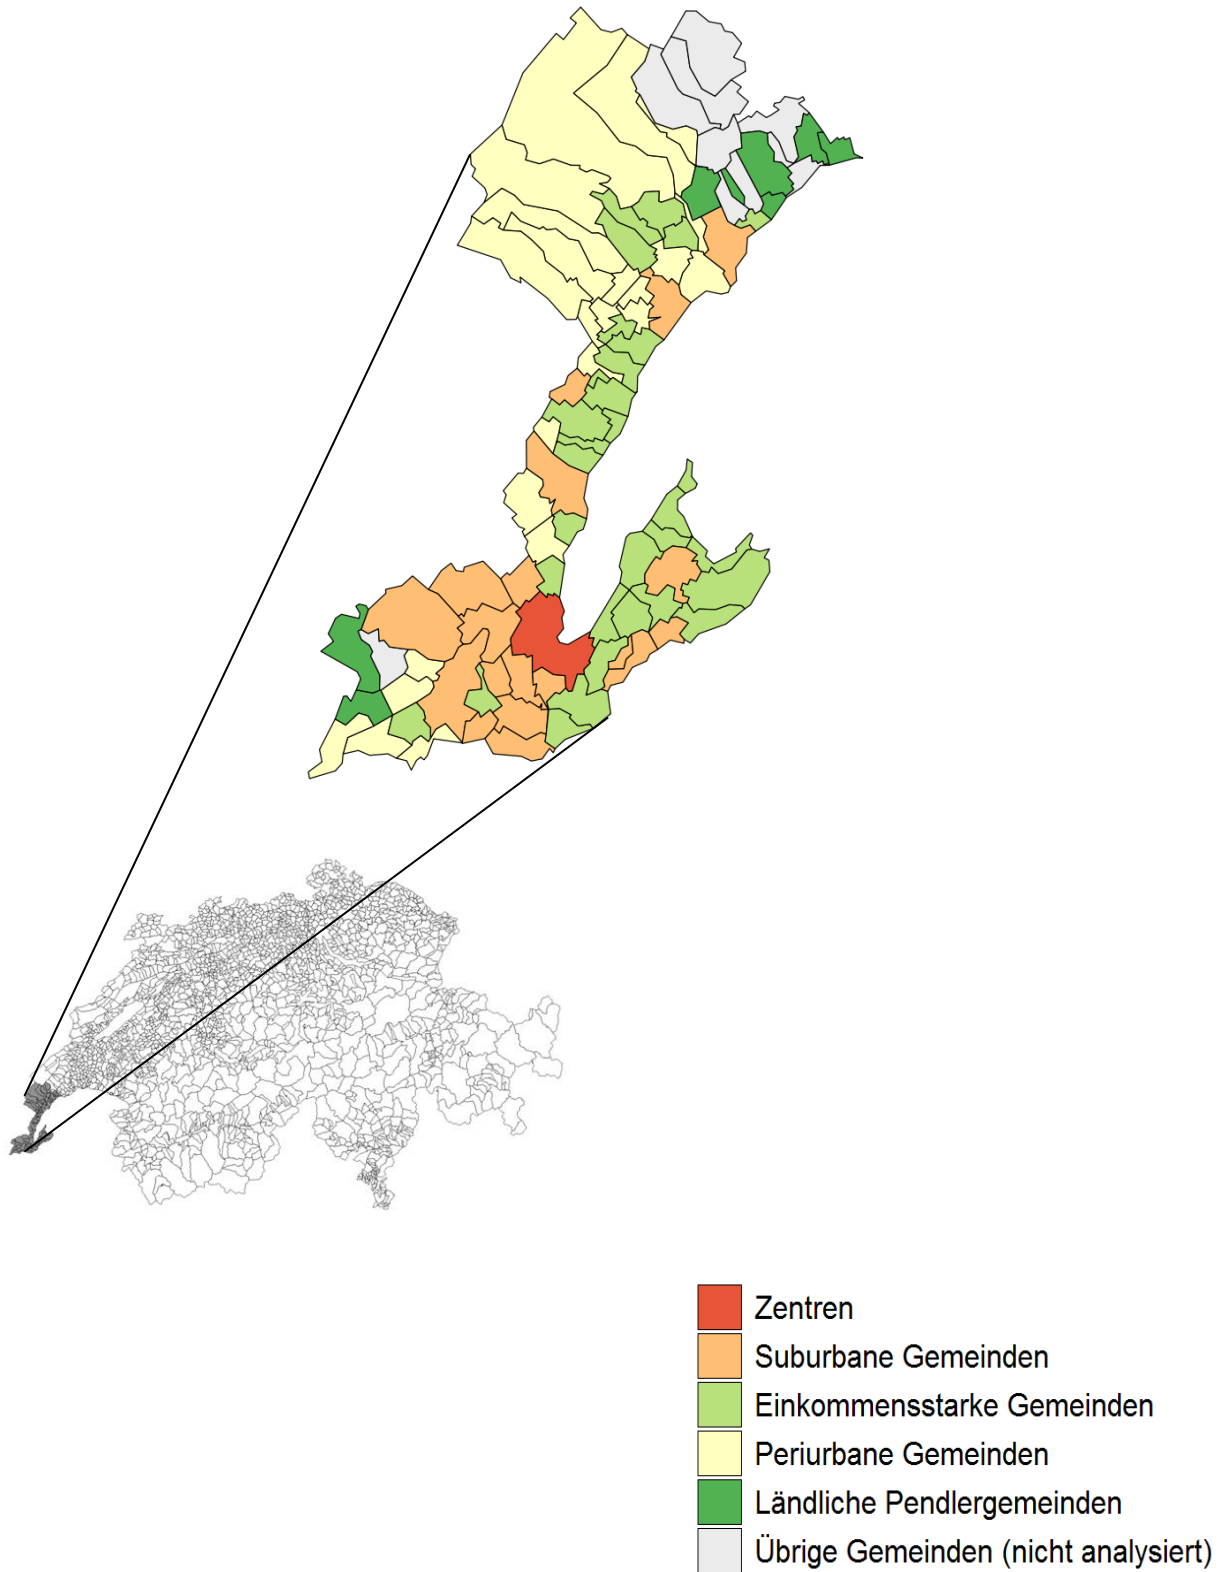 Zentren
Suburbane Gemeinden
Einkommensstarke Gemeinden
Periurbane Gemeinden
Ländliche Pendlergemeinden
Übrige Gemeinden (nicht analysiert)